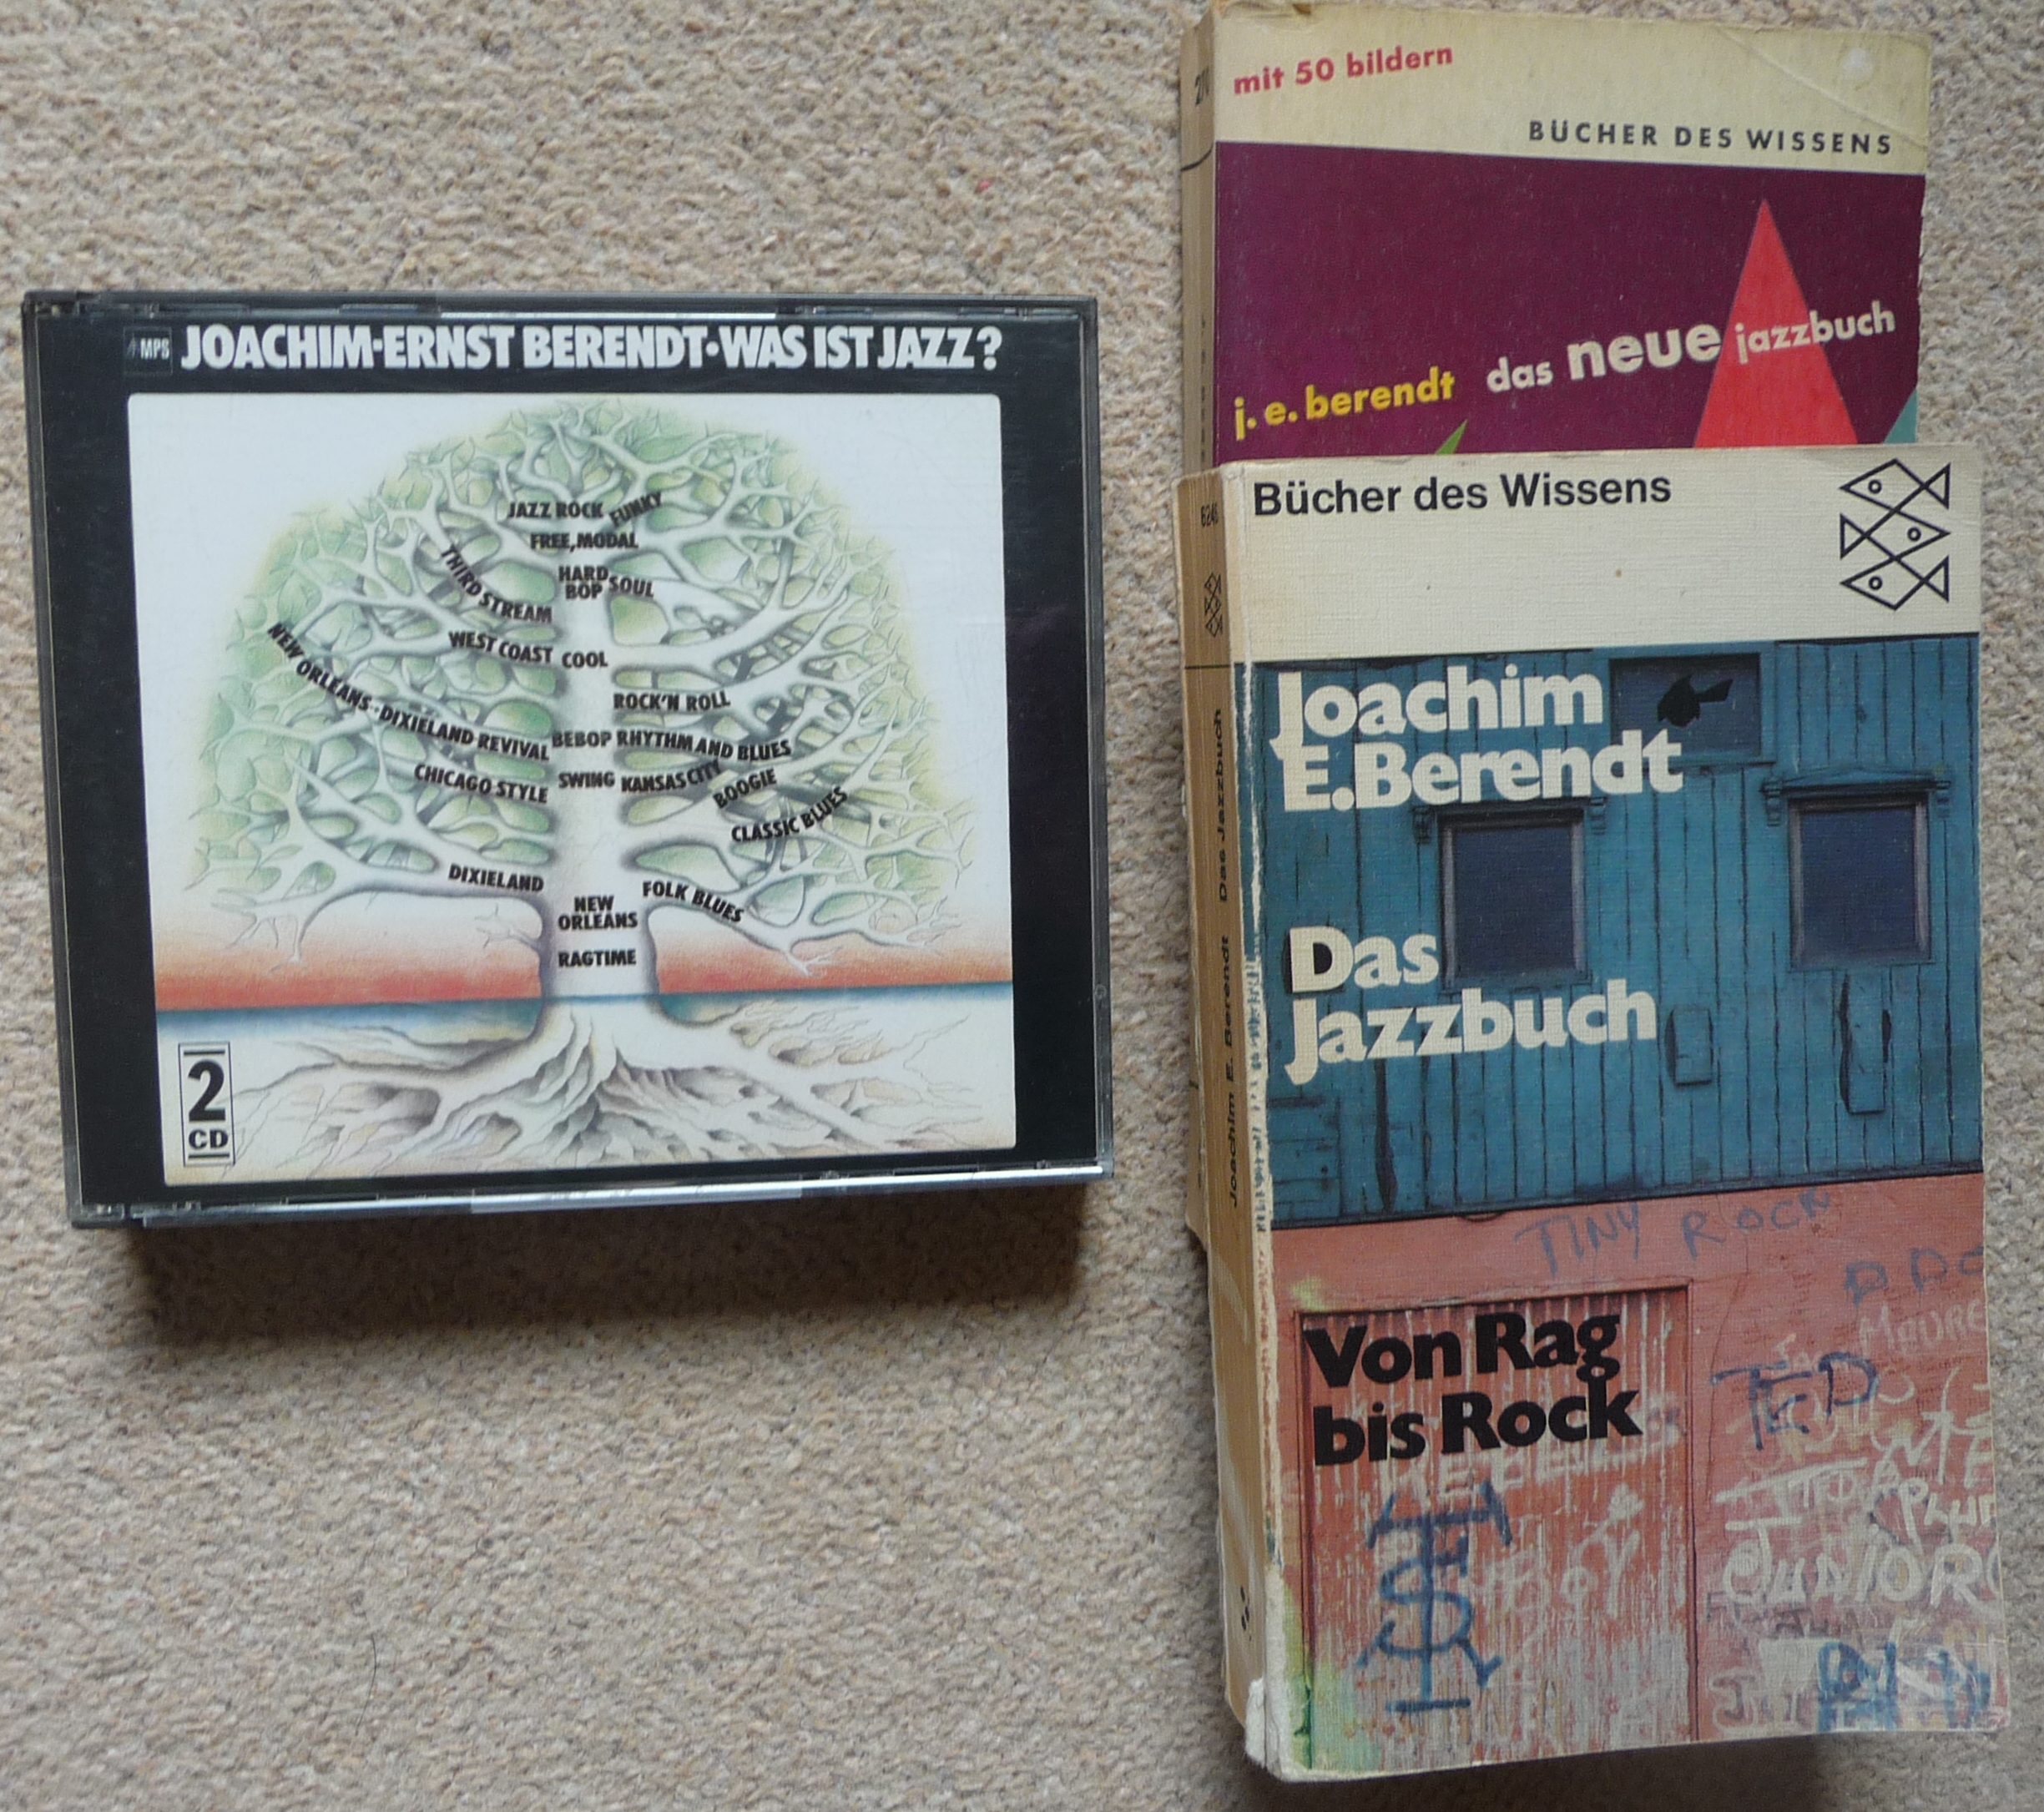 MPS JOACHIM-ERNST BERENDT·WAS IST JAZZ?
JAZZ ROCK FUNKY
FREE, MODAL
THIRD STREAM
HARD BOP SOUL
WEST COAST COOL
NEW ORLEANS - DIXIELAND REVIVAL
ROCK'N ROLL
BEBOP RHYTHM AND BLUES
CHICAGO STYLE SWING KANSAS CITY
BOOGIE
CLASSIC BLUES
DIXIELAND
FOLK BLUES
NEW
ORLEANS
RAGTIME
2
CD
mit 50 bildern
BÜCHER DES WISSENS
j. e. berendt das neue jazzbuch
Bücher des Wissens
Joachim
E. Berendt
Das
Jazzbuch
Von Rag
bis Rock
Joachim E. Berendt Das Jazzbuch
TINY ROCK
TED
JUNIOR